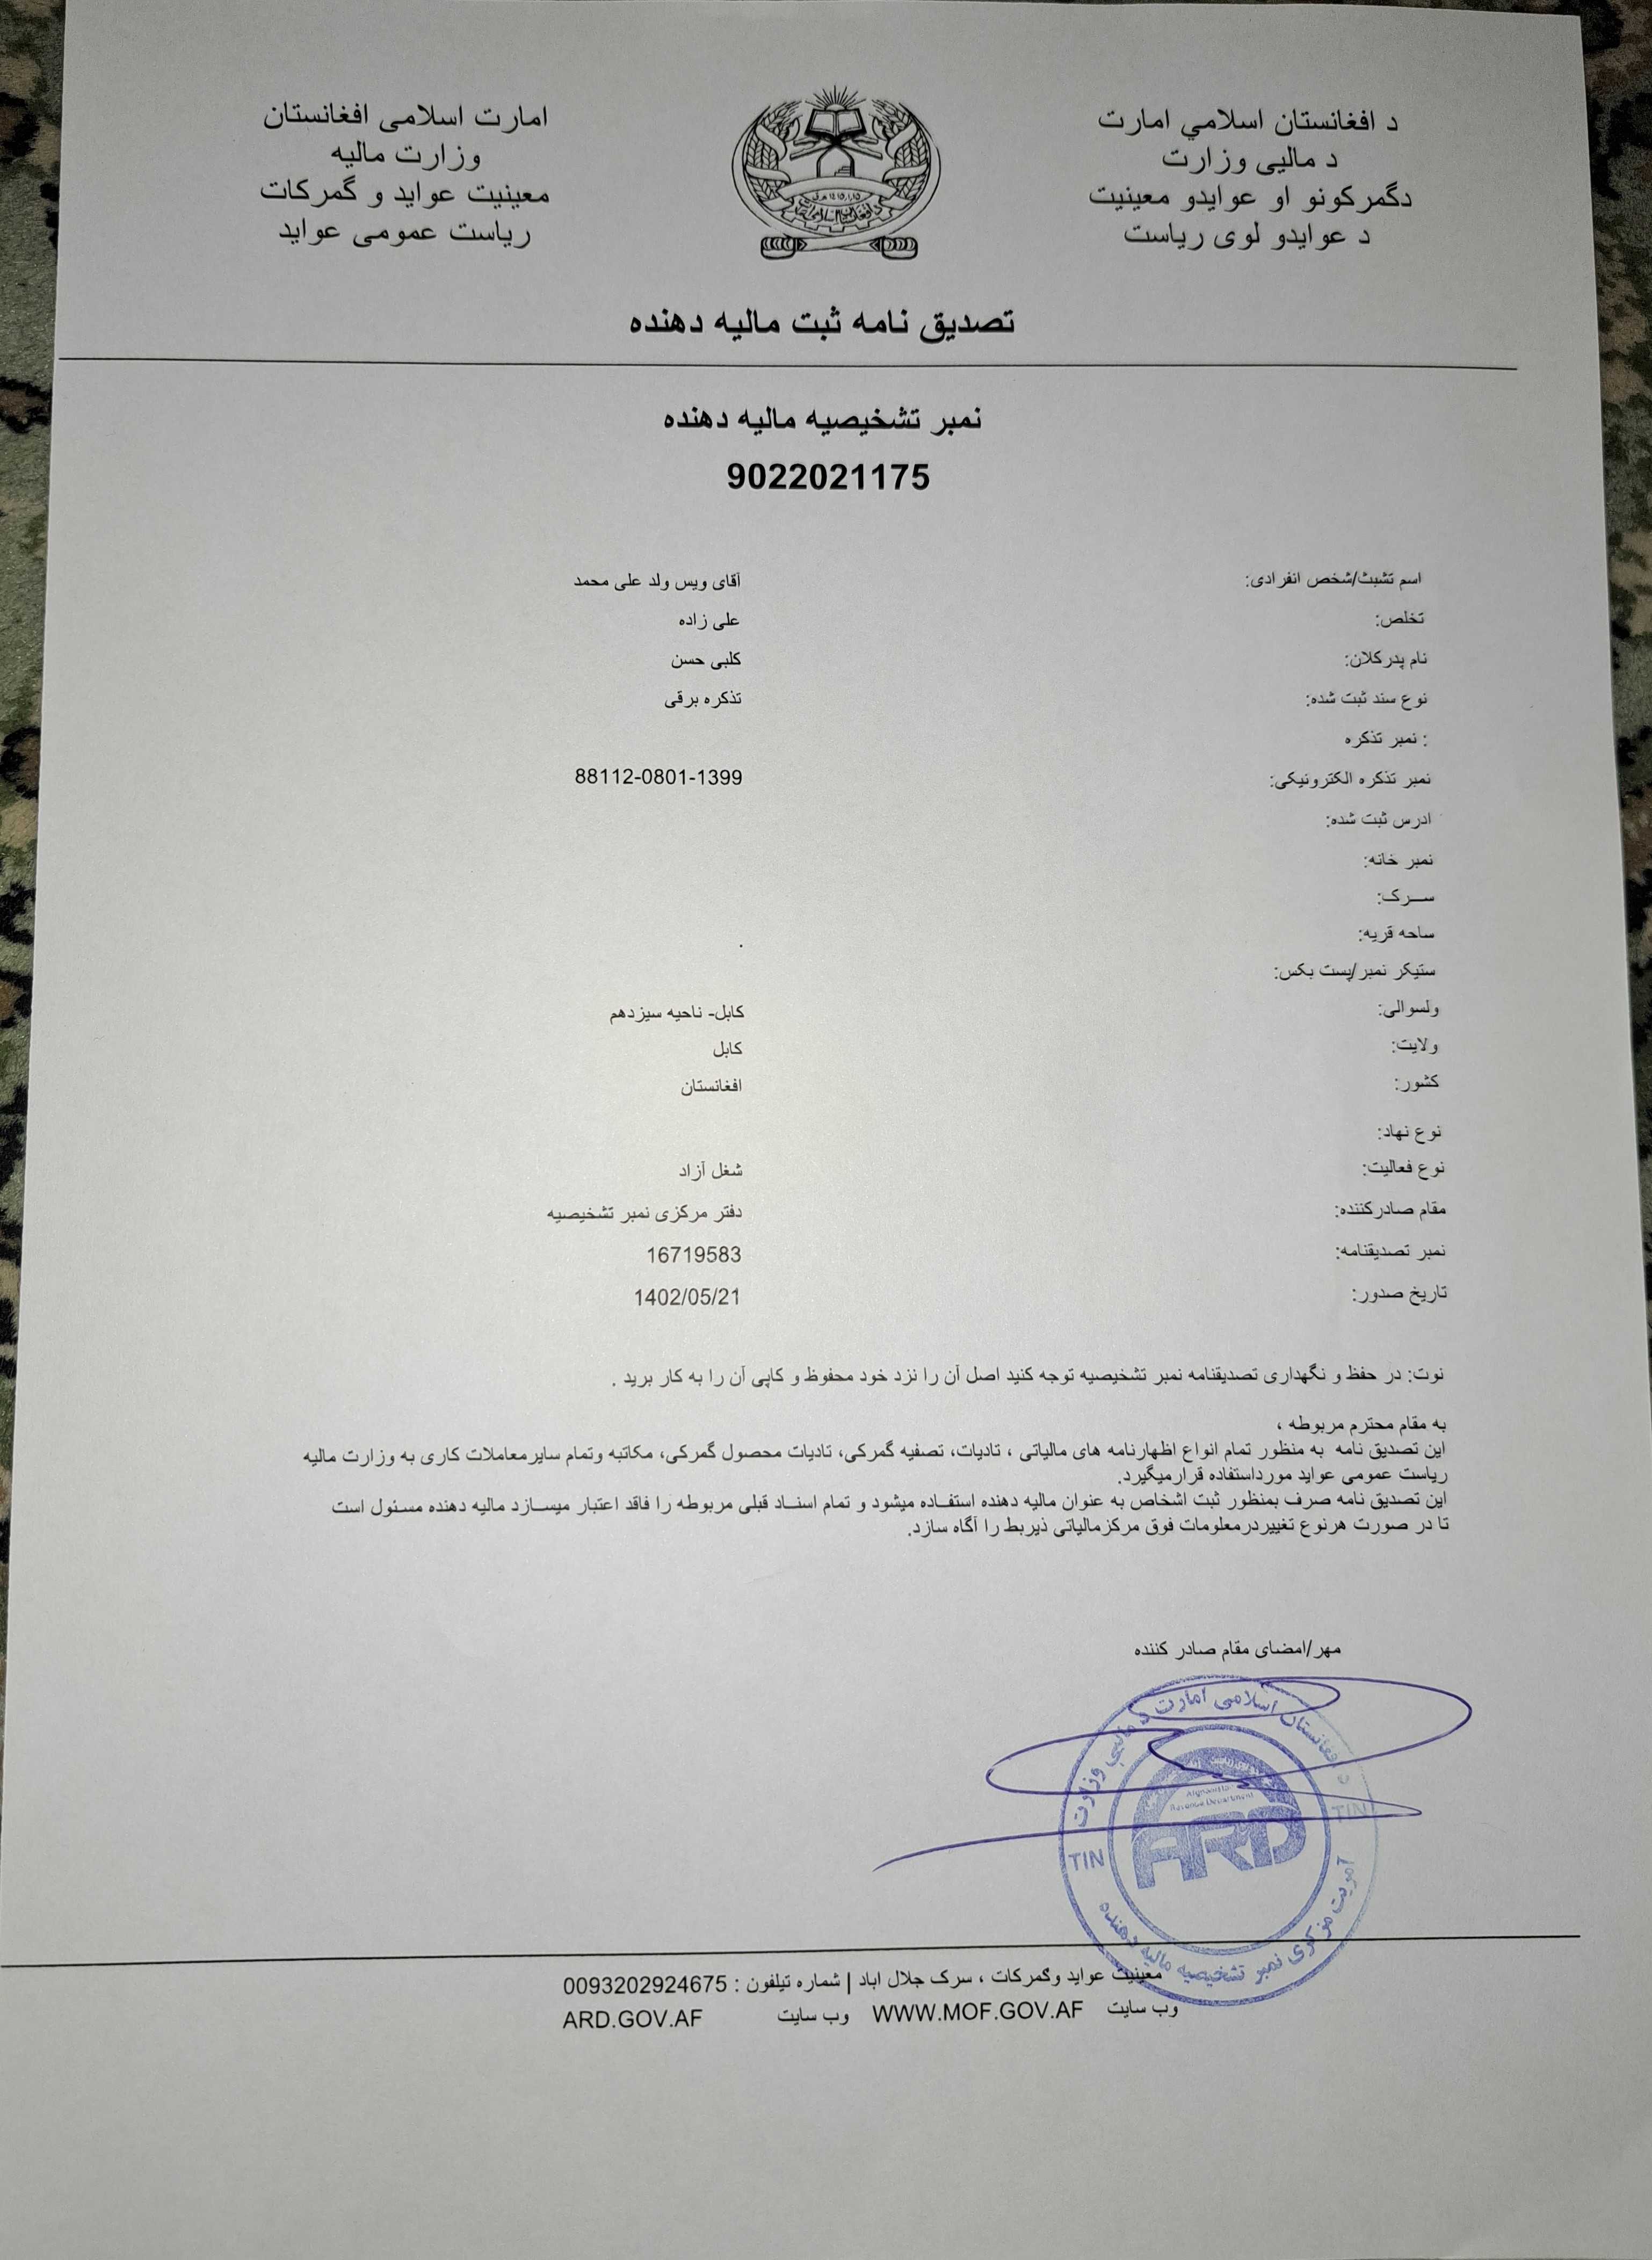 د افغانستان اسلامي امارت
د مالیې وزارت
دگمرکونو او عوایدو معینیت
د عوایدو لوی ریاست
امارت اسلامی افغانستان
وزارت مالیه
معینیت عواید و گمرکات
ریاست عمومی عواید
تصدیق نامه ثبت مالیه دهنده
نمبر تشخیصیه مالیه دهنده
9022021175
اسم تشبث/شخص انفرادی: آقای ویس ولد علی محمد
تخلص: علی زاده
نام پدرکلان: کلبی حسن
نوع سند ثبت شده: تذکره برقی
: نمبر تذکره
نمبر تذکره الکترونیکی: 88112-0801-1399
ادرس ثبت شده:
نمبر خانه:
ســرک:
ساحه قریه: .
ستیکر نمبر/پست بکس:
ولسوالی: کابل- ناحیه سیزدهم
ولایت: کابل
کشور: افغانستان
نوع نهاد:
نوع فعالیت: شغل آزاد
مقام صادرکننده: دفتر مرکزی نمبر تشخیصیه
نمبر تصدیقنامه: 16719583
تاریخ صدور: 1402/05/21
نوت: در حفظ و نگهداری تصدیقنامه نمبر تشخیصیه توجه کنید اصل آن را نزد خود محفوظ و کاپی آن را به کار برید .
به مقام محترم مربوطه ،
این تصدیق نامه به منظور تمام انواع اظهارنامه های مالیاتی ، تادیات، تصفیه گمرکی، تادیات محصول گمرکی، مکاتبه وتمام سایرمعاملات کاری به وزارت مالیه
ریاست عمومی عواید مورداستفاده قرارمیگیرد.
این تصدیق نامه صرف بمنظور ثبت اشخاص به عنوان مالیه دهنده استفــاده میشود و تمام اسنــاد قبلی مربوطه را فاقد اعتبار میســازد مالیه دهنده مسئول است
تا در صورت هرنوع تغییردرمعلومات فوق مرکزمالیاتی ذیربط را آگاه سازد.
مهر/امضای مقام صادر کننده
د افغانستان اسلامی امارت د مالیې وزارت
Revenue Department
ARD
TIN
TIN
آمریت مرکزی نمبر تشخیصیه مالیه دهنده
معینیت عواید وگمرکات ، سرک جلال اباد | شماره تیلفون : 0093202924675
وب سایت WWW.MOF.GOV.AF وب سایت ARD.GOV.AF